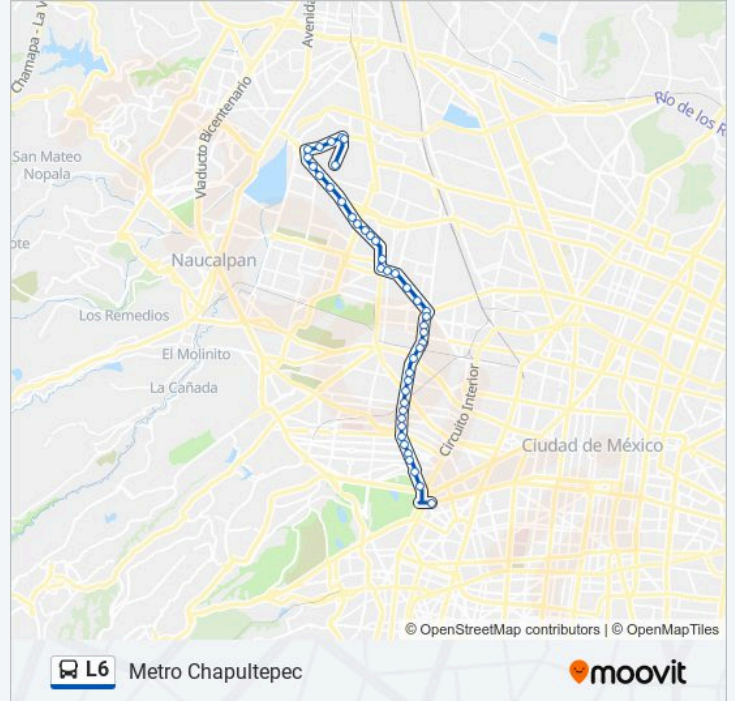 Chamapa - La V
Avenida
Viaducto Bicentenario
Río de los R
San Mateo
Nopala
ote
Naucalpan
Los Remedios
El Molinito
La Cañada
Circuito Interior
Ciudad de México
© OpenStreetMap contributors | © OpenMapTiles
L6 Metro Chapultepec
moovit